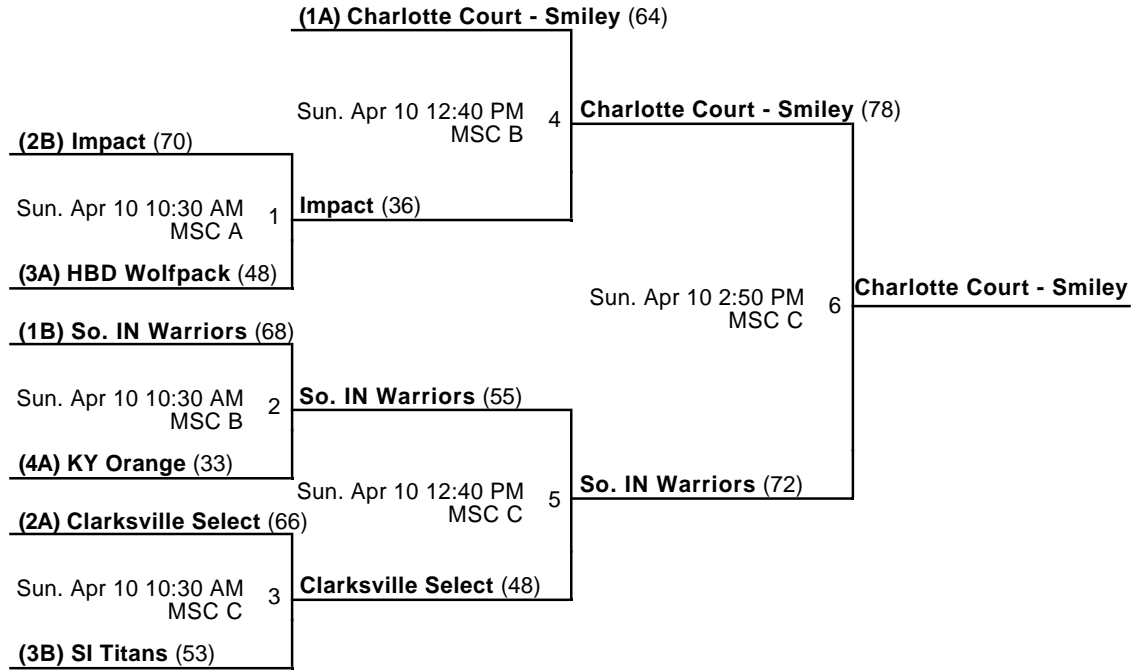 (1A) Charlotte Court - Smiley (64)
Sun. Apr 10 12:40 PM
MSC B
4
Charlotte Court - Smiley (78)
(2B) Impact (70)
Sun. Apr 10 10:30 AM
MSC A
1
Impact (36)
(3A) HBD Wolfpack (48)
Sun. Apr 10 2:50 PM
MSC C
6
Charlotte Court - Smiley
(1B) So. IN Warriors (68)
Sun. Apr 10 10:30 AM
MSC B
2
So. IN Warriors (55)
(4A) KY Orange (33)
Sun. Apr 10 12:40 PM
MSC C
5
So. IN Warriors (72)
(2A) Clarksville Select (66)
Sun. Apr 10 10:30 AM
MSC C
3
Clarksville Select (48)
(3B) SI Titans (53)